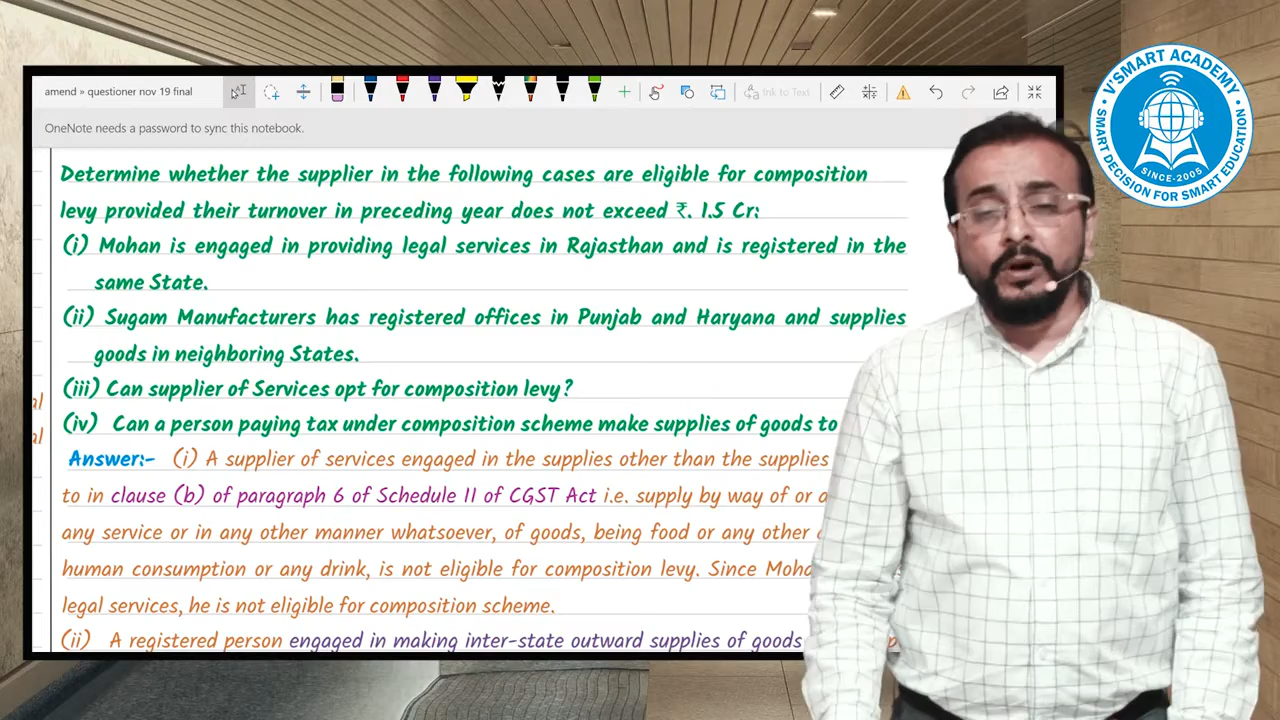 amend » questioner nov 19 final
Ink to Text
OneNote needs a password to sync this notebook.
Determine whether the supplier in the following cases are eligible for composition
levy provided their turnover in preceding year does not exceed ₹. 1.5 Cr:
(i) Mohan is engaged in providing legal services in Rajasthan and is registered in the
same State.
(ii) Sugam Manufacturers has registered offices in Punjab and Haryana and supplies
goods in neighboring States.
(iii) Can supplier of Services opt for composition levy?
(iv) Can a person paying tax under composition scheme make supplies of goods to
Answer:- (i) A supplier of services engaged in the supplies other than the supplies
to in clause (b) of paragraph 6 of Schedule II of CGST Act i.e. supply by way of or a
any service or in any other manner whatsoever, of goods, being food or any other
human consumption or any drink, is not eligible for composition levy. Since Moha
legal services, he is not eligible for composition scheme.
(ii) A registered person engaged in making inter-state outward supplies of goods
al
al
V'SMART ACADEMY
SMART DECISION FOR SMART EDUCATION
SINCE-2005